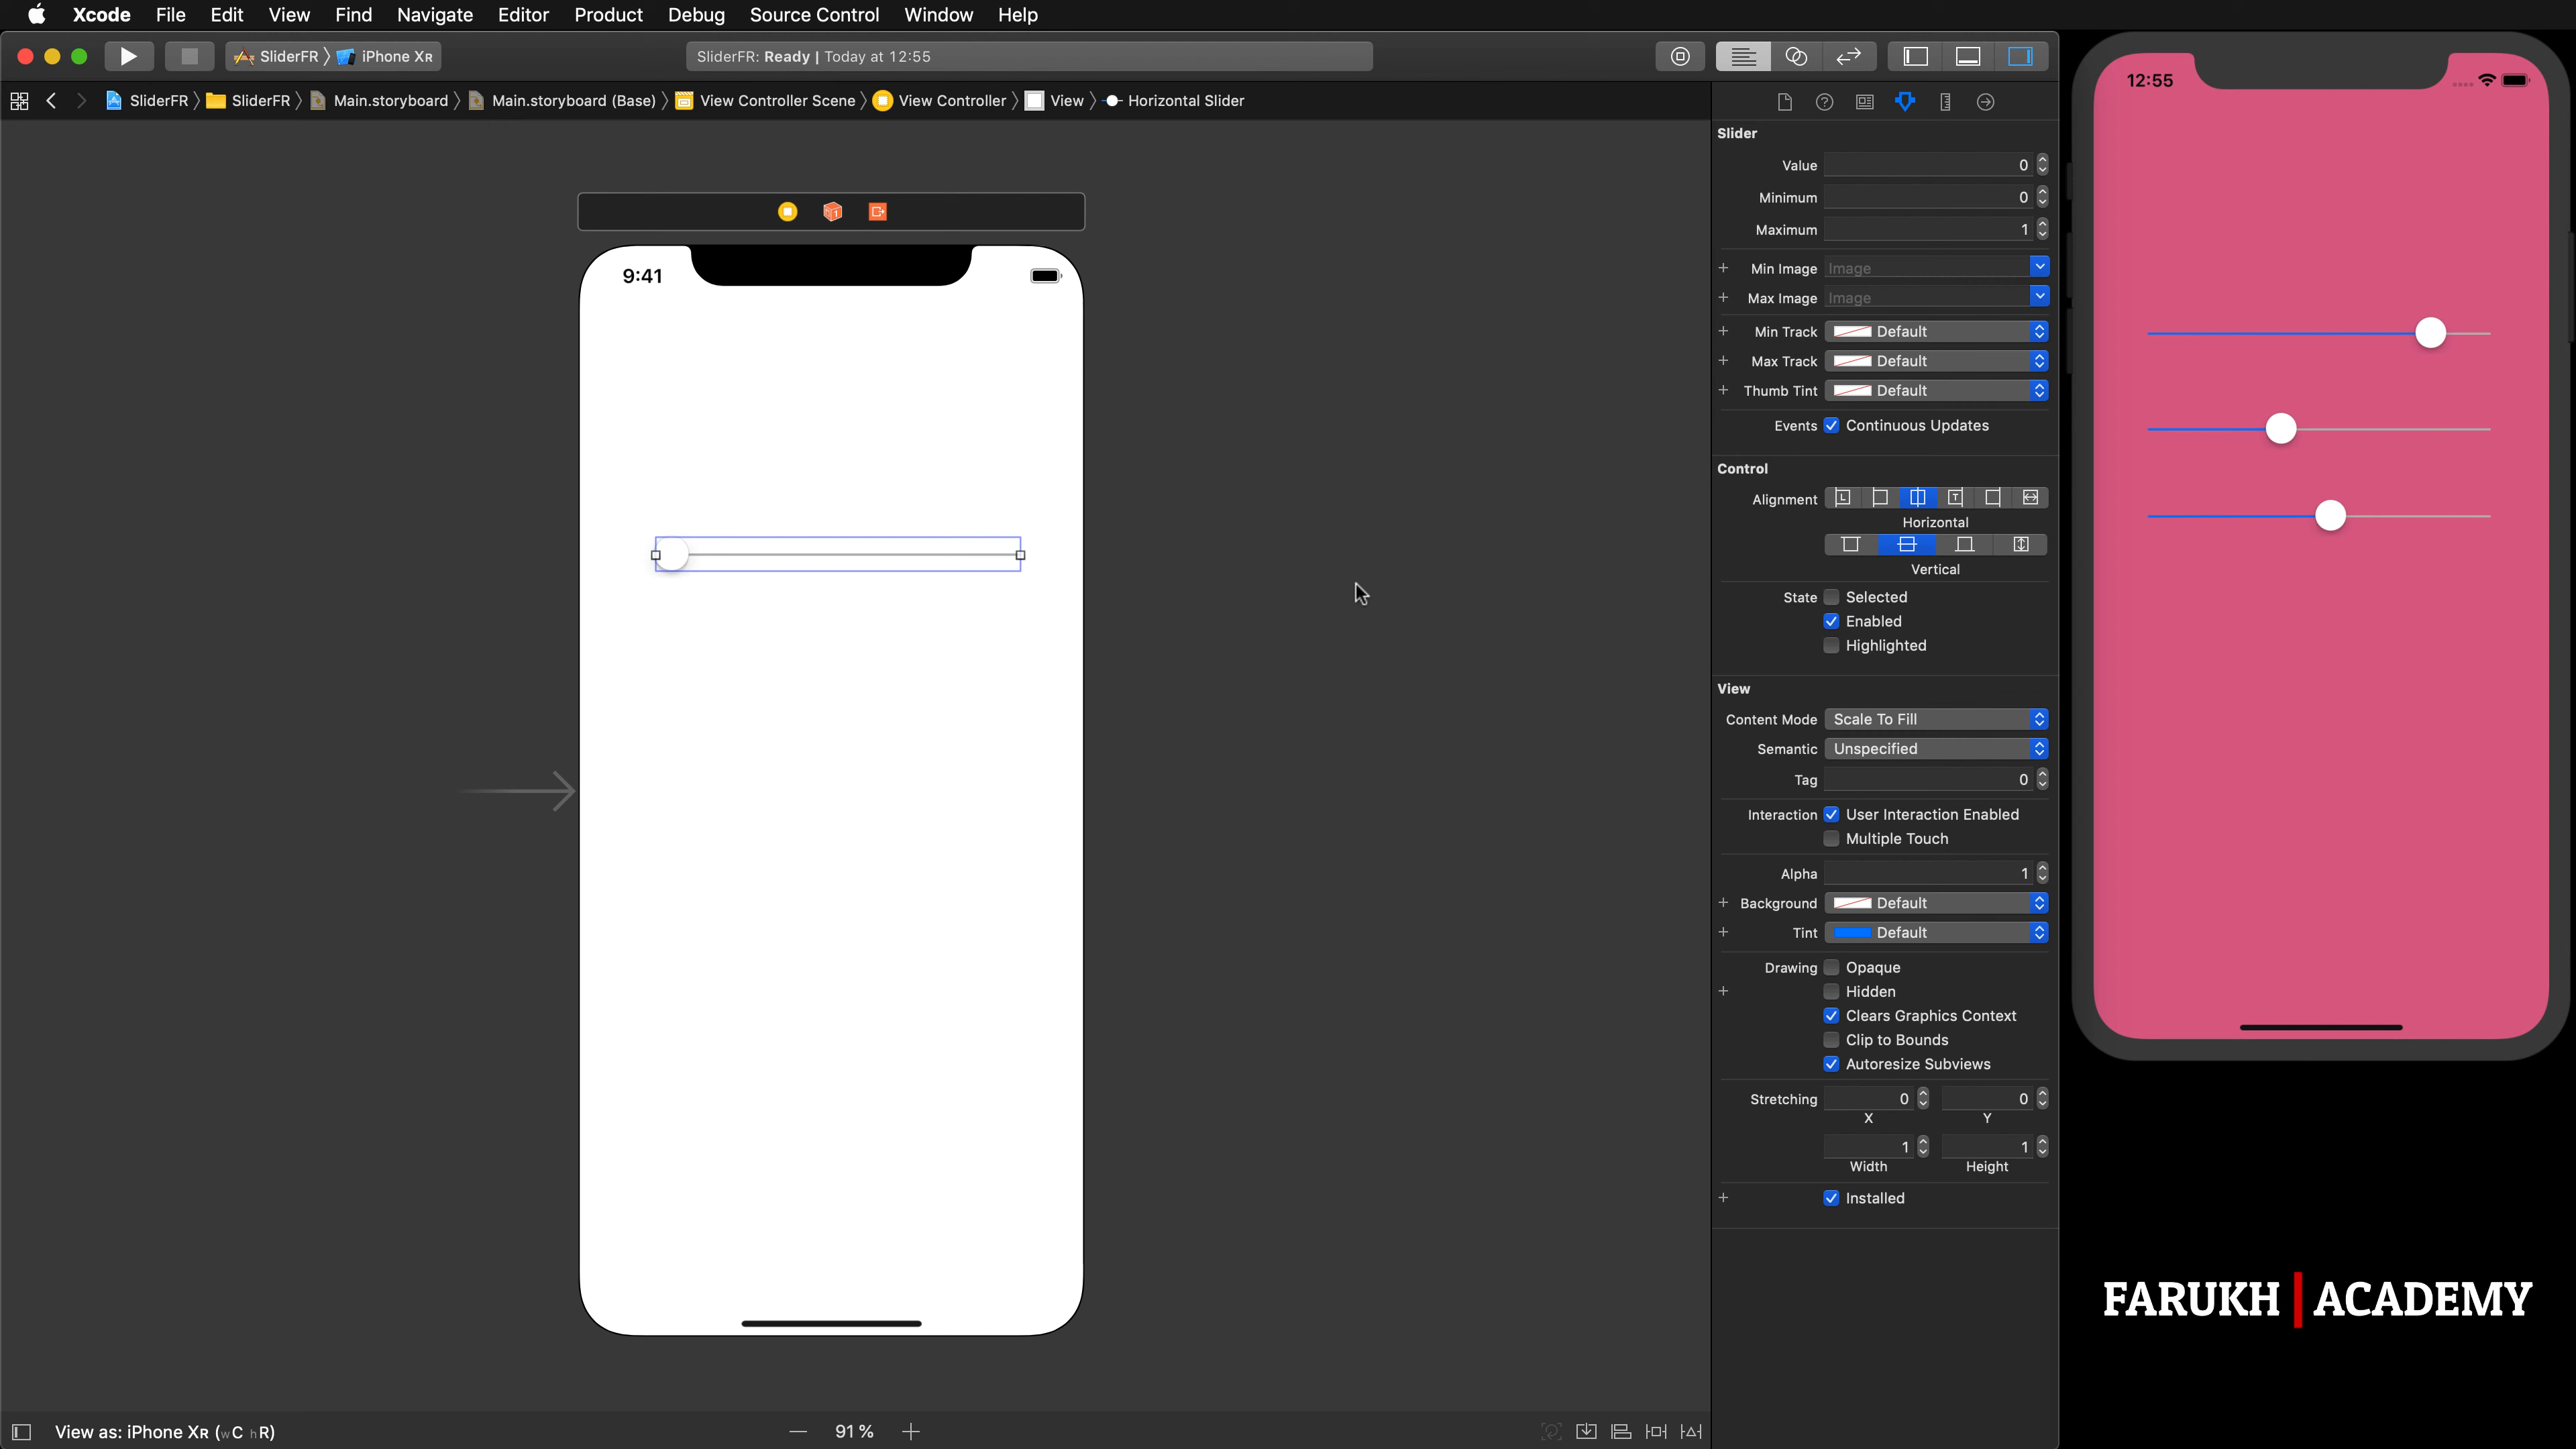 Xcode File Edit View Find Navigate Editor Product Debug Source Control Window Help
SliderFR iPhone XR
SliderFR: Ready | Today at 12:55
SliderFR SliderFR Main.storyboard Main.storyboard (Base) View Controller Scene View Controller View Horizontal Slider
9:41
Slider
Value 0
Minimum 0
Maximum 1
Min Image Image
Max Image Image
Min Track Default
Max Track Default
Thumb Tint Default
Events Continuous Updates
Control
Alignment
Horizontal
Vertical
State Selected
Enabled
Highlighted
View
Content Mode Scale To Fill
Semantic Unspecified
Tag 0
Interaction User Interaction Enabled
Multiple Touch
Alpha 1
Background Default
Tint Default
Drawing Opaque
Hidden
Clears Graphics Context
Clip to Bounds
Autoresize Subviews
Stretching 0 0
X Y
1 1
Width Height
Installed
View as: iPhone XR (wC hR)
91%
12:55
FARUKH ACADEMY